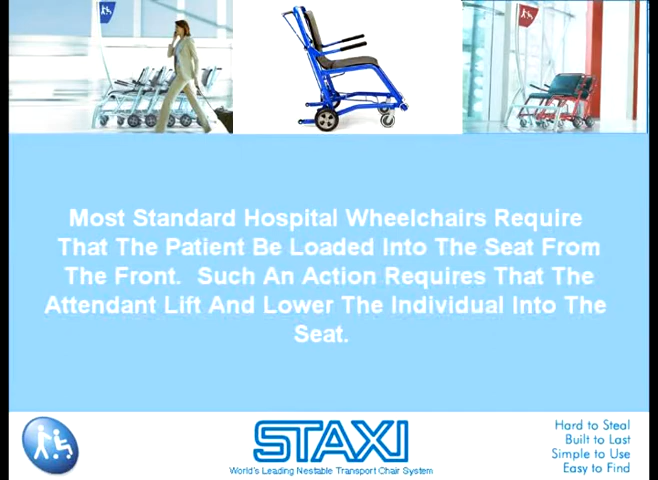 Most Standard Hospital Wheelchairs Require
That The Patient Be Loaded Into The Seat From
The Front.  Such An Action Requires That The
Attendant Lift And Lower The Individual Into The
Seat.
STAXI
World's Leading Nestable Transport Chair System
Hard to Steal
Built to Last
Simple to Use
Easy to Find